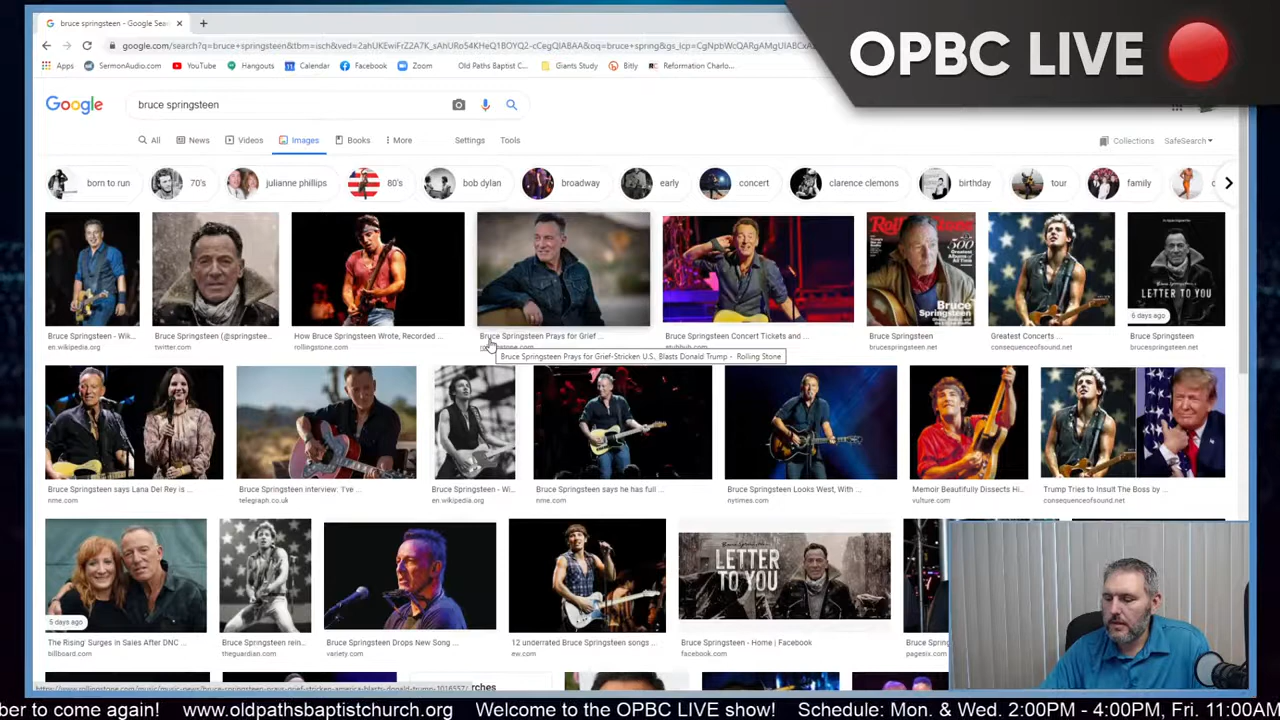 bruce springsteen - Google Sear
OPBC LIVE
Apps SermonAudio.com YouTube Hangouts Calendar Facebook Zoom Old Paths Baptist C... Giants Study Bitly Reformation Charlo...
Google bruce springsteen
All News Videos Images Books More Settings Tools Collections SafeSearch
born to run 70's julianne phillips 80's bob dylan broadway early concert clarence clemons birthday tour family
500 Greatest Albums of All Time
Bruce Springsteen
LETTER TO YOU
6 days ago
Bruce Springsteen - Wik... Bruce Springsteen (@springstee... How Bruce Springsteen Wrote, Recorded ... Bruce Springsteen Prays for Grief ... Bruce Springsteen Concert Tickets and ... Bruce Springsteen Greatest Concerts ... Bruce Springsteen
en.wikipedia.org twitter.com rollingstone.com brucespringsteen.net consequenceofsound.net brucespringsteen.net
Bruce Springsteen Prays for Grief-Stricken U.S., Blasts Donald Trump - Rolling Stone
Bruce Springsteen says Lana Del Rey is ... Bruce Springsteen interview: 'I've ... Bruce Springsteen - Wi... Bruce Springsteen says he has full ... Bruce Springsteen Looks West, With ... Memoir Beautifully Dissects Hi... Trump Tries to Insult The Boss by ...
nme.com telegraph.co.uk en.wikipedia.org nme.com nytimes.com vulture.com consequenceofsound.net
LETTER
TO YOU
5 days ago
The Rising' Surges in Sales After DNC ... Bruce Springsteen rein... Bruce Springsteen Drops New Song ... 12 underrated Bruce Springsteen songs ... Bruce Springsteen - Home | Facebook Bruce Spring
billboard.com theguardian.com variety.com ew.com facebook.com pagesix.com
ber to come again! www.oldpathsbaptistchurch.org Welcome to the OPBC LIVE show! Schedule: Mon. & Wed. 2:00PM - 4:00PM, Fri. 11:00AM